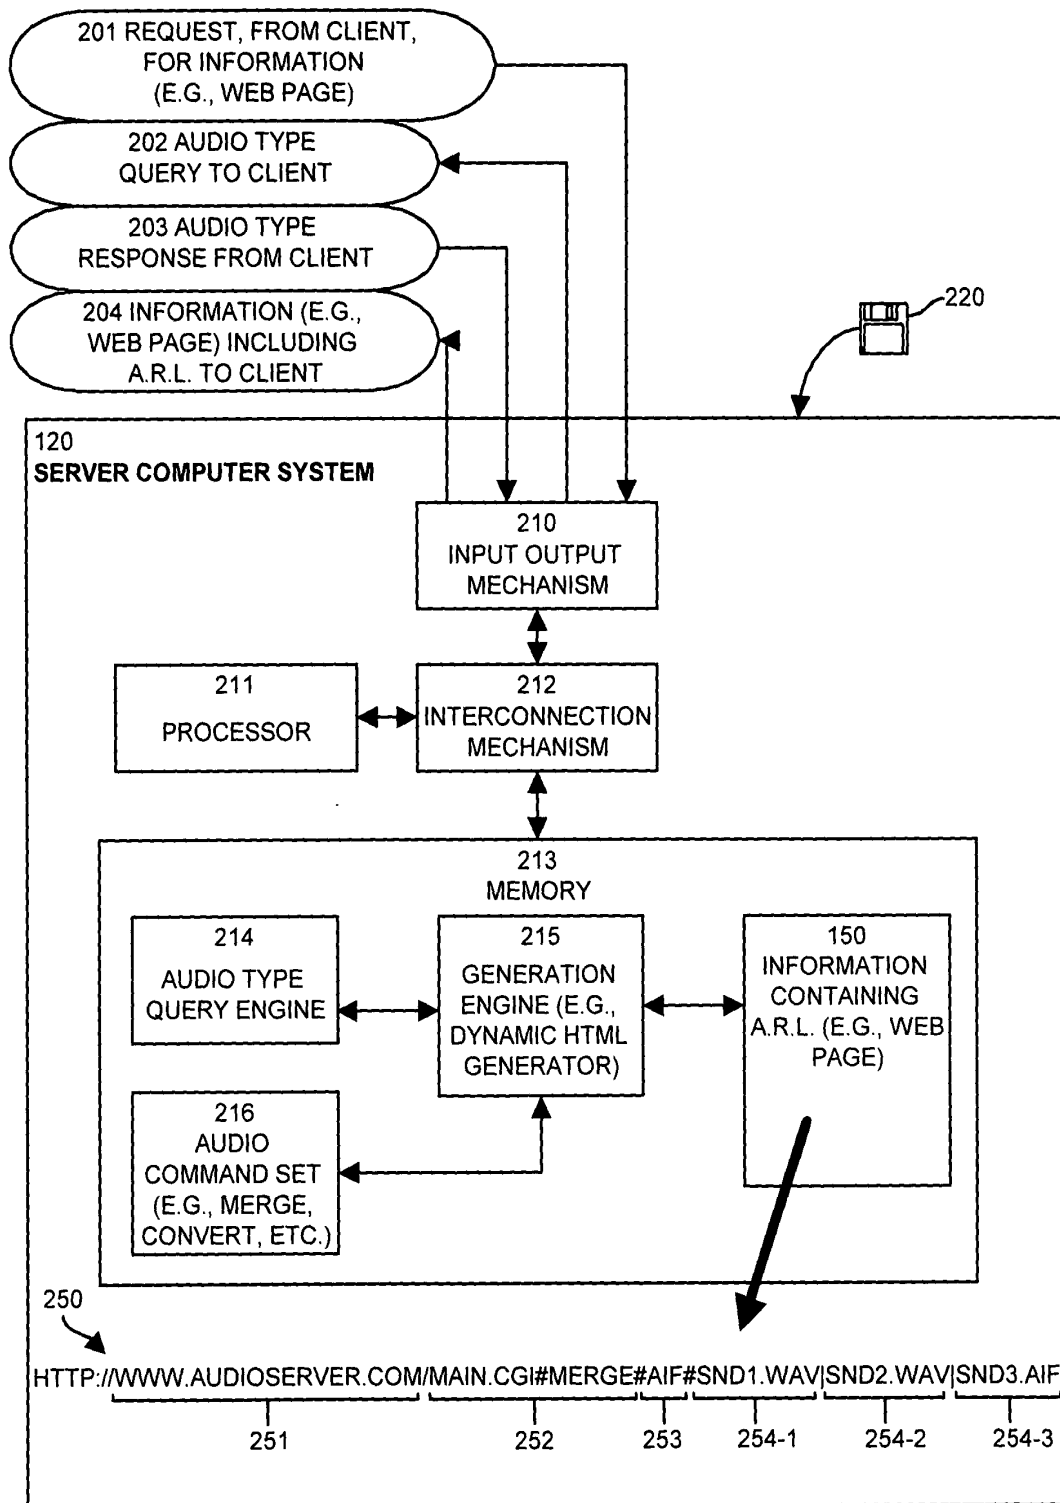 201 REQUEST, FROM CLIENT,
FOR INFORMATION
(E.G., WEB PAGE)
202 AUDIO TYPE
QUERY TO CLIENT
203 AUDIO TYPE
RESPONSE FROM CLIENT
204 INFORMATION (E.G.,
WEB PAGE) INCLUDING
A.R.L. TO CLIENT
220
120
SERVER COMPUTER SYSTEM
210
INPUT OUTPUT
MECHANISM
211
PROCESSOR
212
INTERCONNECTION
MECHANISM
213
MEMORY
214
AUDIO TYPE
QUERY ENGINE
215
GENERATION
ENGINE (E.G.,
DYNAMIC HTML
GENERATOR)
150
INFORMATION
CONTAINING
A.R.L. (E.G., WEB
PAGE)
216
AUDIO
COMMAND SET
(E.G., MERGE,
CONVERT, ETC.)
250
HTTP://WWW.AUDIOSERVER.COM/MAIN.CGI#MERGE#AIF#SND1.WAV|SND2.WAV|SND3.AIF
251
252
253
254-1
254-2
254-3